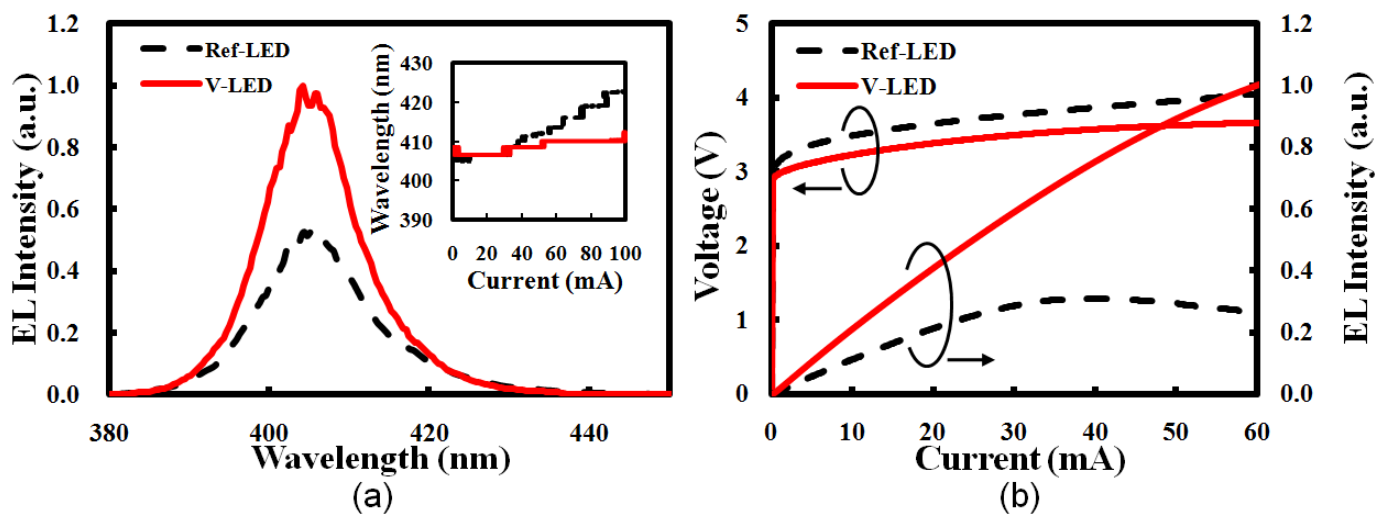 Ref-LED
V-LED
EL Intensity (a.u.)
1.2
1.0
0.8
0.6
0.4
0.2
0.0
380
400
420
440
Wavelength (nm)
Wavelength (nm)
430
420
410
400
390
0 20 40 60 80 100
Current (mA)
(a)
Ref-LED
V-LED
Voltage (V)
5
4
3
2
1
0
0 10 20 30 40 50 60
Current (mA)
1.2
1.0
0.8
0.6
0.4
0.2
0.0
EL Intensity (a.u.)
(b)